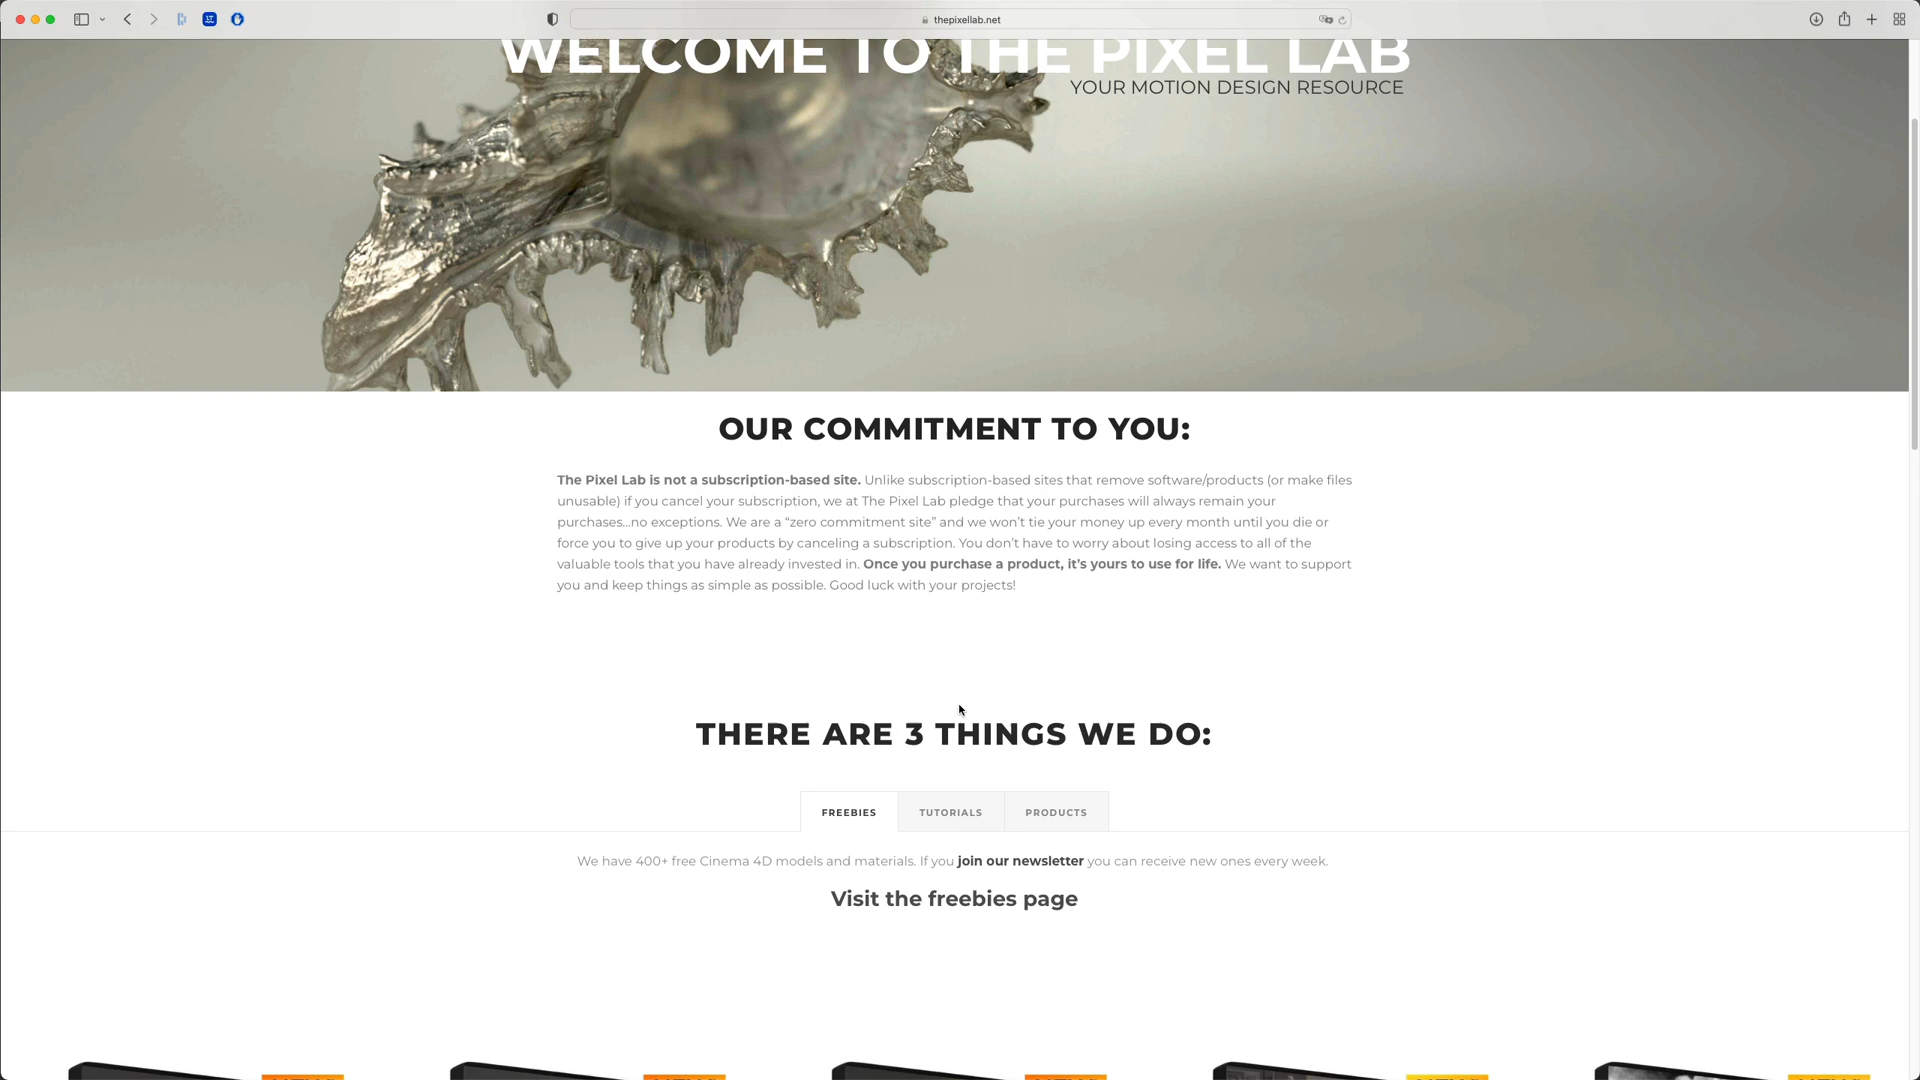 thepixellab.net
WELCOME TO THE PIXEL LAB
YOUR MOTION DESIGN RESOURCE
OUR COMMITMENT TO YOU:
The Pixel Lab is not a subscription-based site. Unlike subscription-based sites that remove software/products (or make files
unusable) if you cancel your subscription, we at The Pixel Lab pledge that your purchases will always remain your
purchases...no exceptions. We are a “zero commitment site” and we won’t tie your money up every month until you die or
force you to give up your products by canceling a subscription. You don’t have to worry about losing access to all of the
valuable tools that you have already invested in. Once you purchase a product, it’s yours to use for life. We want to support
you and keep things as simple as possible. Good luck with your projects!
THERE ARE 3 THINGS WE DO:
FREEBIES TUTORIALS PRODUCTS
We have 400+ free Cinema 4D models and materials. If you join our newsletter you can receive new ones every week.
Visit the freebies page